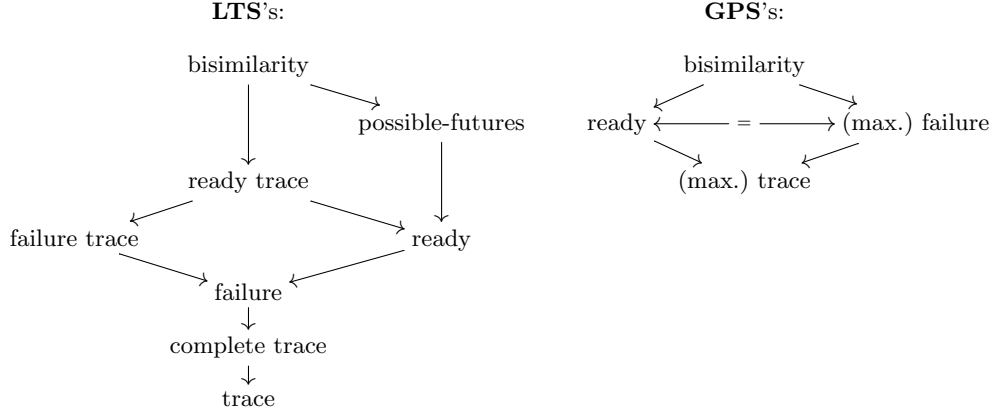 LTS's:
GPS's:
bisimilarity
bisimilarity
possible-futures
ready
=
(max.) failure
ready trace
(max.) trace
failure trace
ready
failure
complete trace
trace